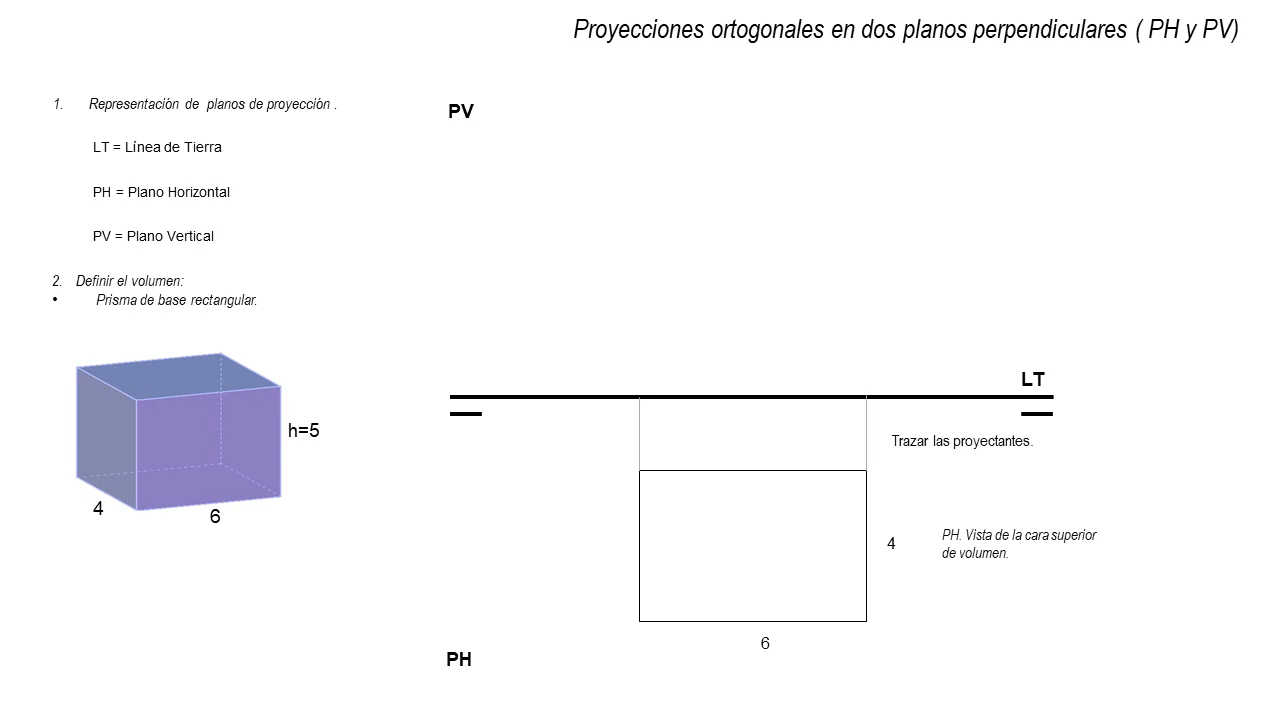 Proyecciones ortogonales en dos planos perpendiculares ( PH y PV)
1. Representación de planos de proyección .
LT = Línea de Tierra
PH = Plano Horizontal
PV = Plano Vertical
2. Definir el volumen:
• Prisma de base rectangular.
h=5
4
6
PV
LT
Trazar las proyectantes.
4
PH. Vista de la cara superior
de volumen.
6
PH